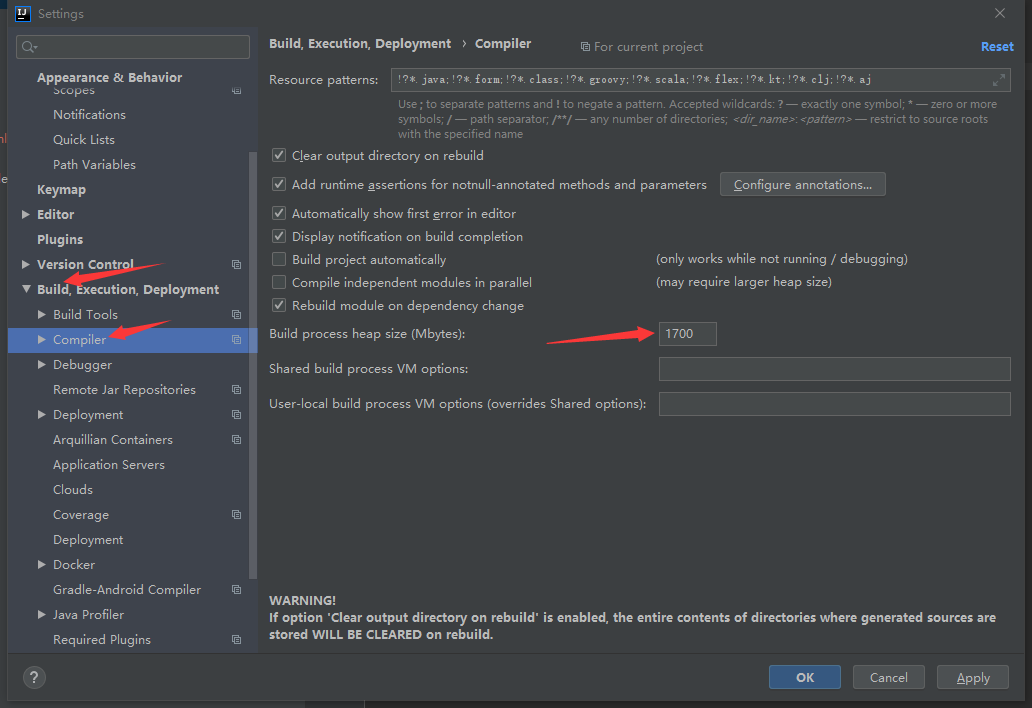 Settings
Appearance & Behavior
Scopes
Notifications
Quick Lists
Path Variables
Keymap
Editor
Plugins
Version Control
Build, Execution, Deployment
Build Tools
Compiler
Debugger
Remote Jar Repositories
Deployment
Arquillian Containers
Application Servers
Clouds
Coverage
Deployment
Docker
Gradle-Android Compiler
Java Profiler
Required Plugins
Build, Execution, Deployment › Compiler
For current project
Reset
Resource patterns:
!?*.java;!?*.form;!?*.class;!?*.groovy;!?*.scala;!?*.flex;!?*.kt;!?*.clj;!?*.aj
Use ; to separate patterns and ! to negate a pattern. Accepted wildcards: ? — exactly one symbol; * — zero or more
symbols; / — path separator; /**/ — any number of directories; <dir_name>:<pattern> — restrict to source roots
with the specified name
Clear output directory on rebuild
Add runtime assertions for notnull-annotated methods and parameters
Configure annotations...
Automatically show first error in editor
Display notification on build completion
Build project automatically
(only works while not running / debugging)
Compile independent modules in parallel
(may require larger heap size)
Rebuild module on dependency change
Build process heap size (Mbytes):
1700
Shared build process VM options:
User-local build process VM options (overrides Shared options):
WARNING!
If option 'Clear output directory on rebuild' is enabled, the entire contents of directories where generated sources are
stored WILL BE CLEARED on rebuild.
?
OK
Cancel
Apply